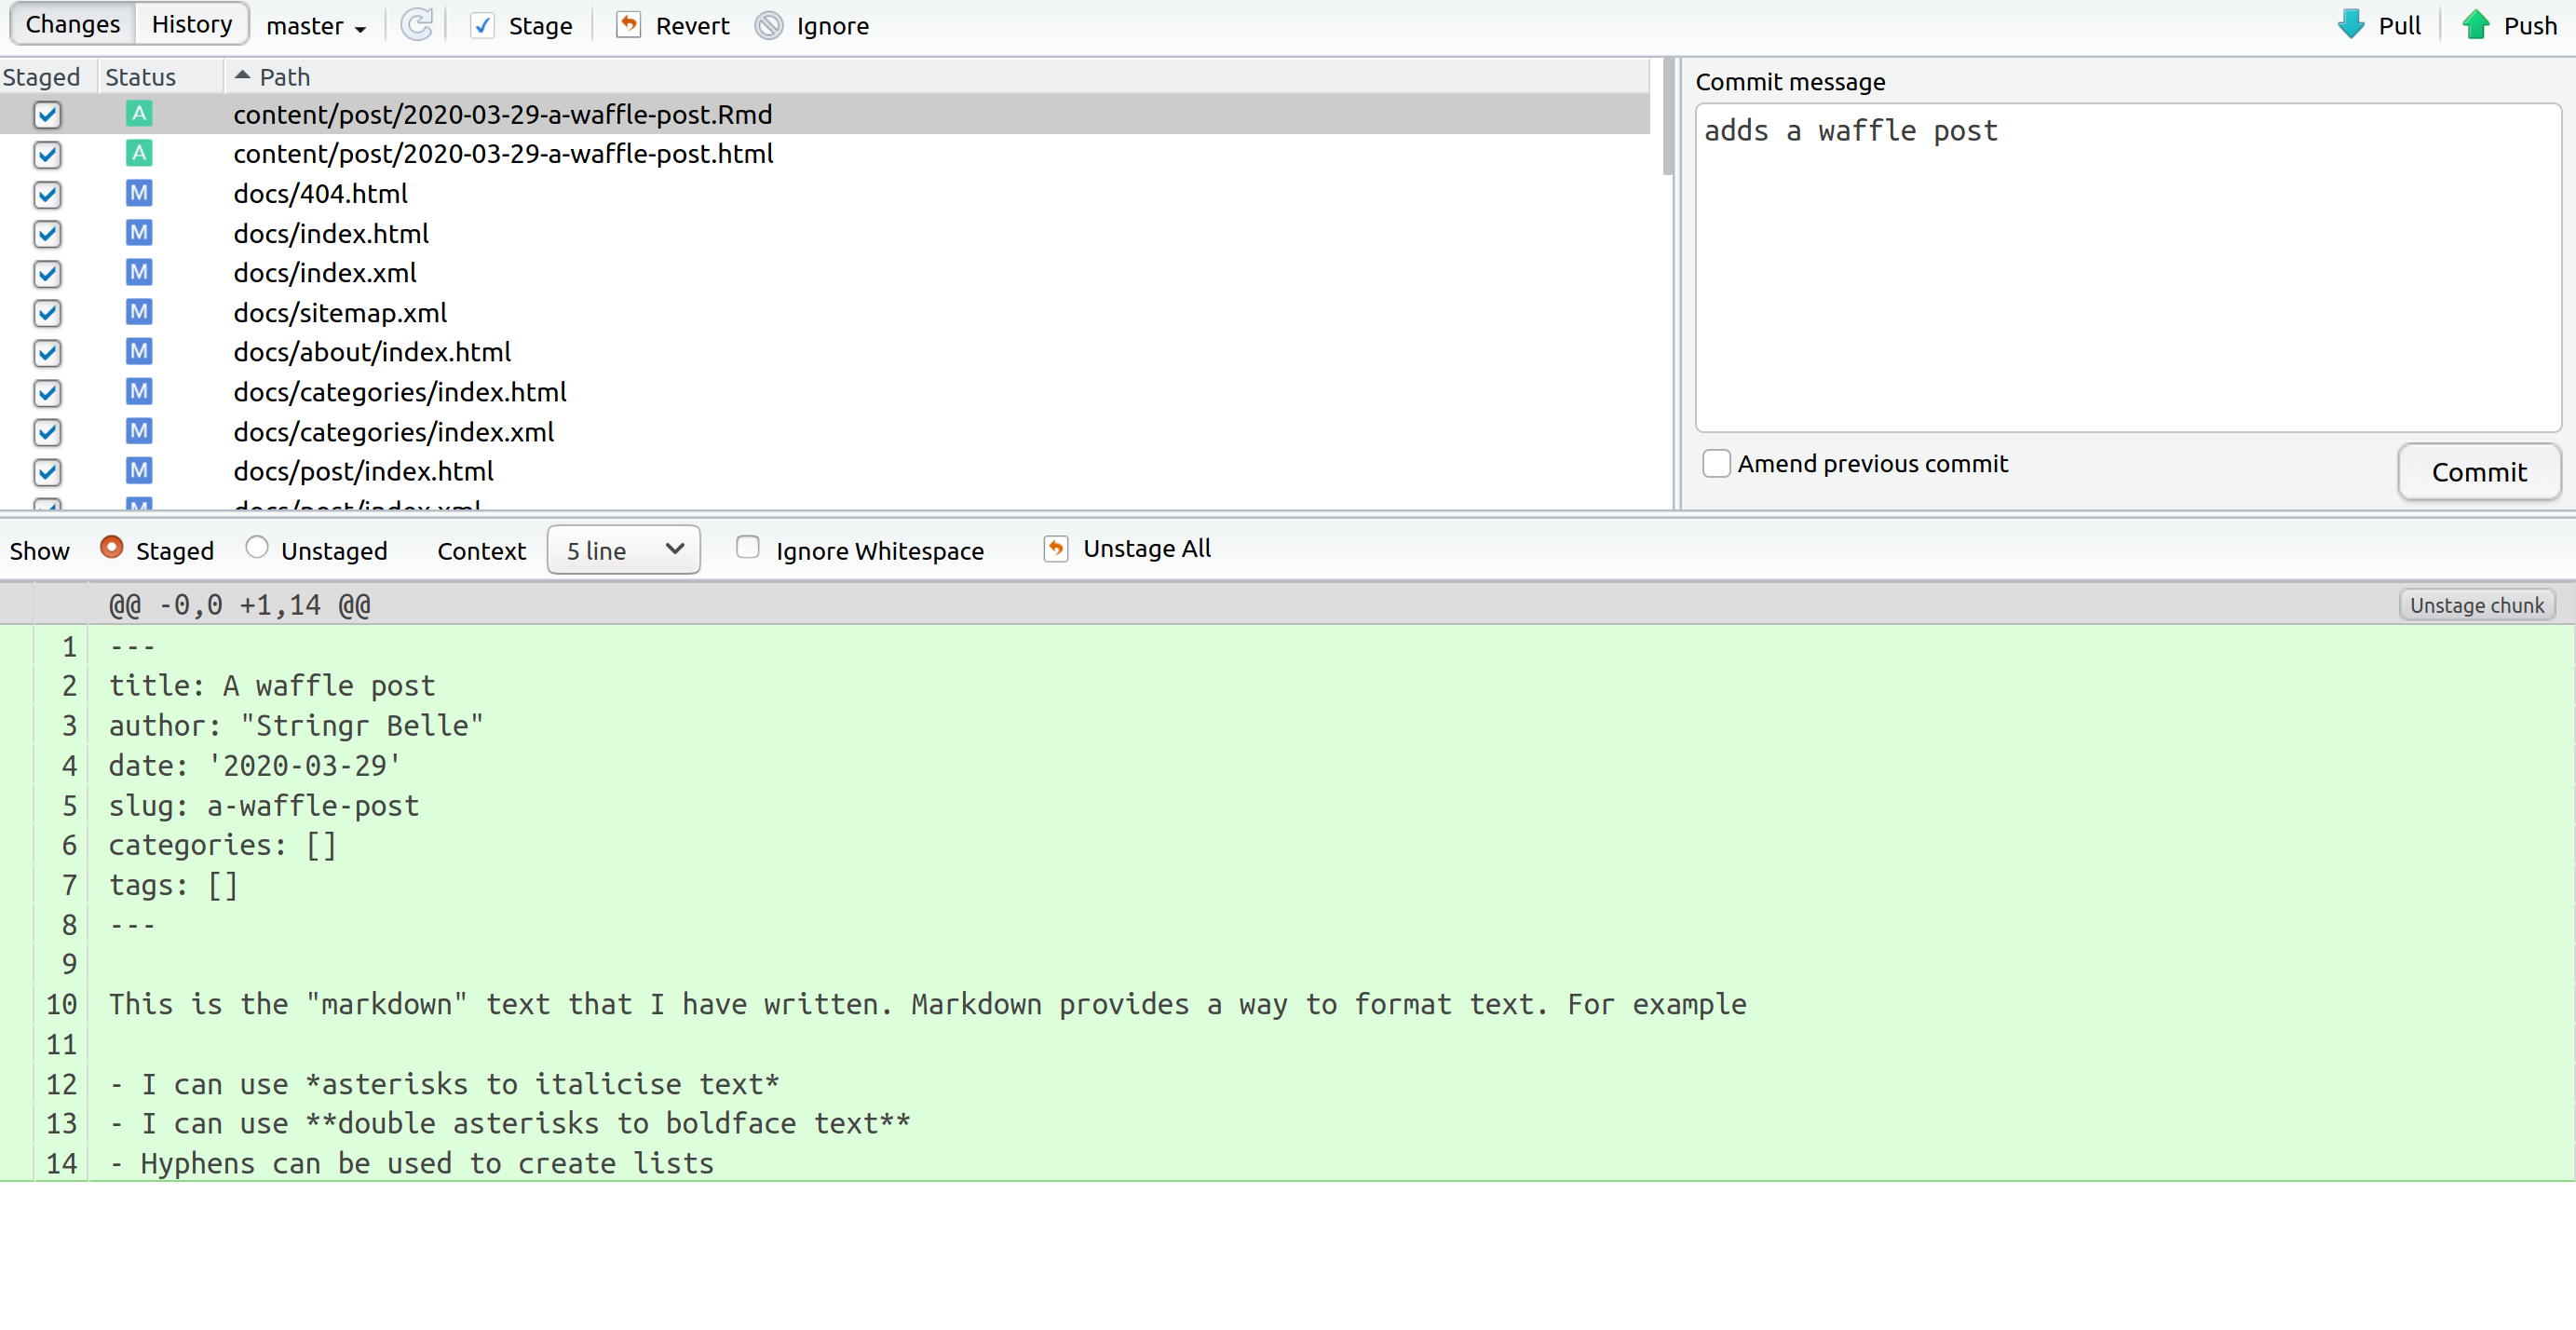 Changes History master Stage Revert Ignore Pull Push
Staged Status Path
A content/post/2020-03-29-a-waffle-post.Rmd
A content/post/2020-03-29-a-waffle-post.html
M docs/404.html
M docs/index.html
M docs/index.xml
M docs/sitemap.xml
M docs/about/index.html
M docs/categories/index.html
M docs/categories/index.xml
M docs/post/index.html
M docs/post/index.xml
Commit message
adds a waffle post
Amend previous commit
Commit
Show Staged Unstaged Context 5 line Ignore Whitespace Unstage All
@@ -0,0 +1,14 @@ Unstage chunk
1 ---
2 title: A waffle post
3 author: "Stringr Belle"
4 date: '2020-03-29'
5 slug: a-waffle-post
6 categories: []
7 tags: []
8 ---
9
10 This is the "markdown" text that I have written. Markdown provides a way to format text. For example
11
12 - I can use *asterisks to italicise text*
13 - I can use **double asterisks to boldface text**
14 - Hyphens can be used to create lists